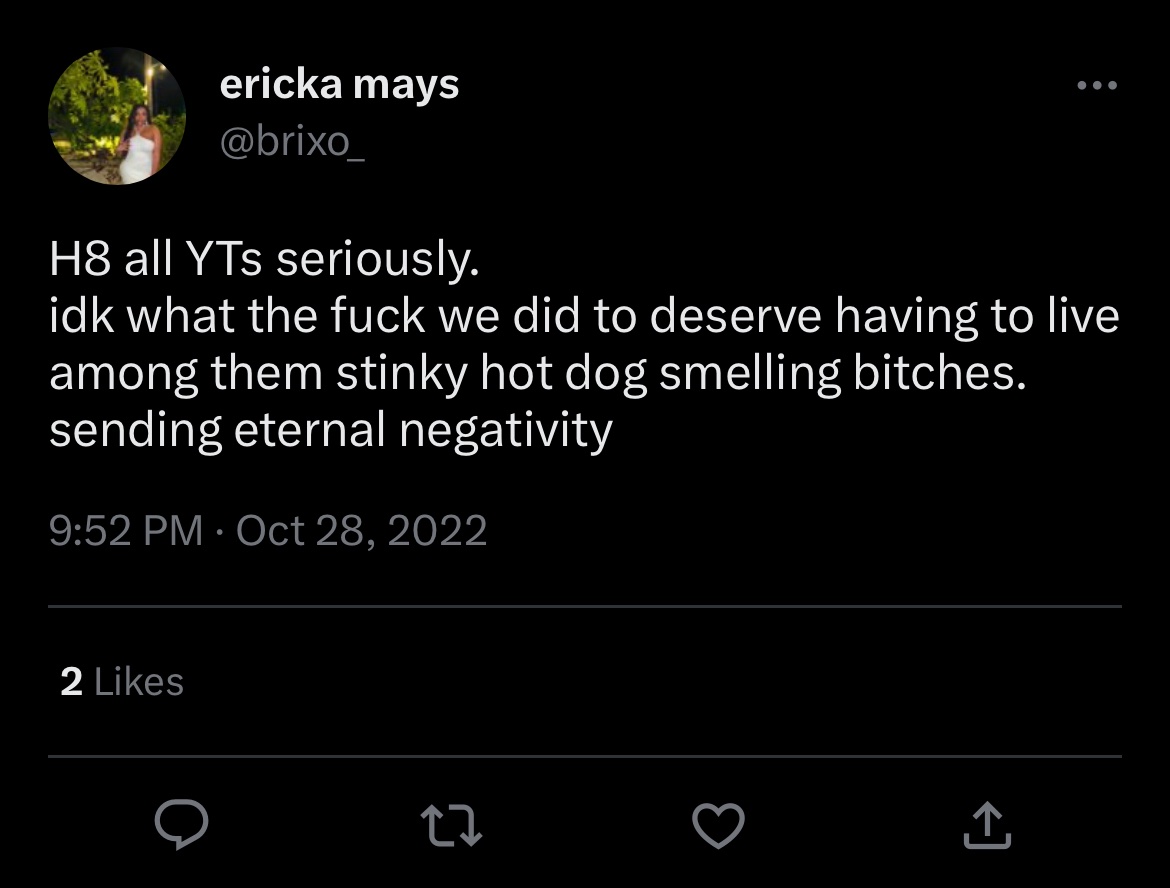 ericka mays
@brixo_
H8 all YTs seriously.
idk what the fuck we did to deserve having to live
among them stinky hot dog smelling bitches.
sending eternal negativity
9:52 PM · Oct 28, 2022
2 Likes